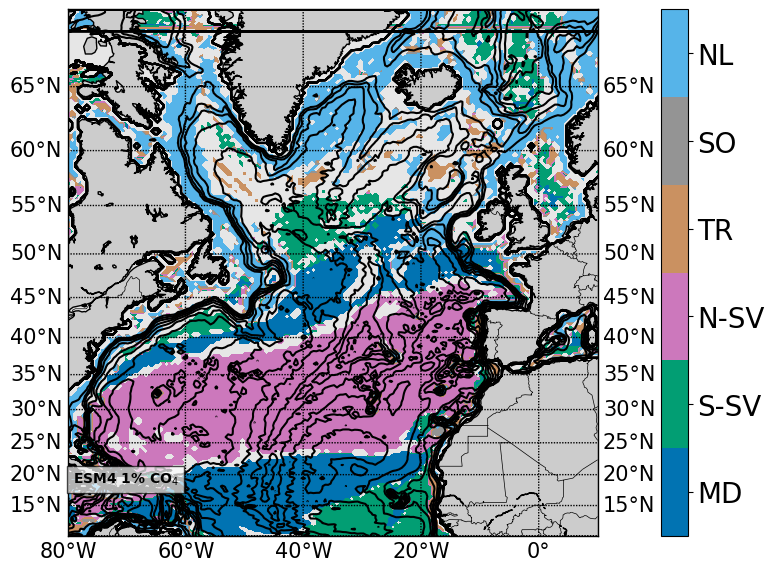 65°N 65°N NL
60°N 60°N SO
55°N 55°N TR
50°N 50°N
45°N 45°N N-SV
40°N 40°N
35°N 35°N
30°N 30°N S-SV
25°N 25°N
20°N 20°N MD
ESM4 1% CO₄
15°N 15°N
80°W 60°W 40°W 20°W 0°